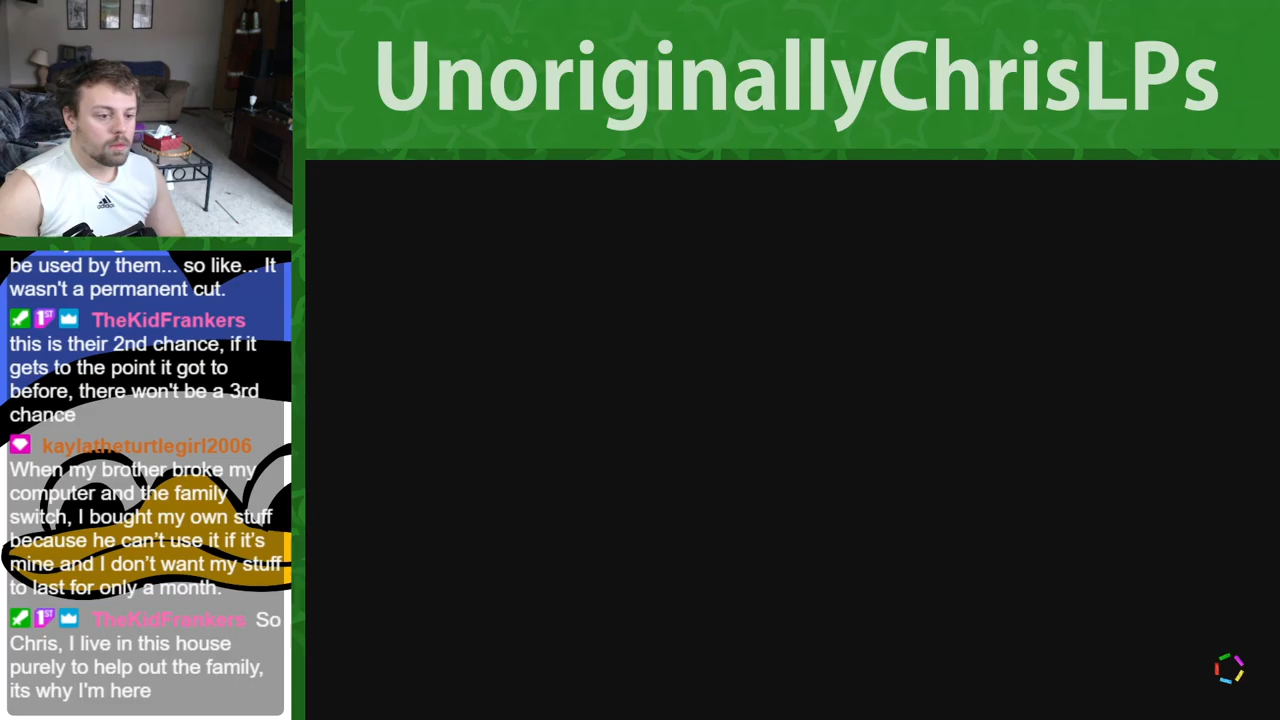 UnoriginallyChrisLPs
be used by them... so like... It
wasn't a permanent cut.
TheKidFrankers
this is their 2nd chance, if it
gets to the point it got to
before, there won't be a 3rd
chance
kaylatheturtlegirl2006
When my brother broke my
computer and the family
switch, I bought my own stuff
because he can't use it if it's
mine and I don't want my stuff
to last for only a month.
TheKidFrankers So
Chris, I live in this house
purely to help out the family,
its why I'm here